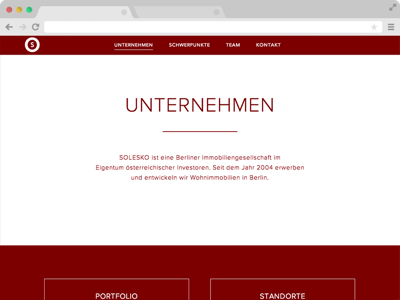 S
UNTERNEHMEN SCHWERPUNKTE TEAM KONTAKT
UNTERNEHMEN
SOLESKO ist eine Berliner Immobiliengesellschaft im
Eigentum österreichischer Investoren. Seit dem Jahr 2004 erwerben
und entwickeln wir Wohnimmobilien in Berlin.
PORTFOLIO STANDORTE